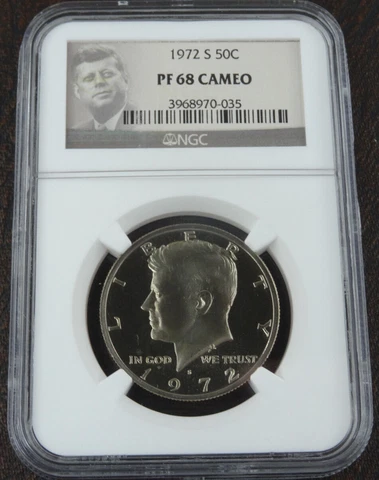 1972 S 50C
PF 68 CAMEO
3968970-035
NGC
LIBERTY
IN GOD WE TRUST
S
1972